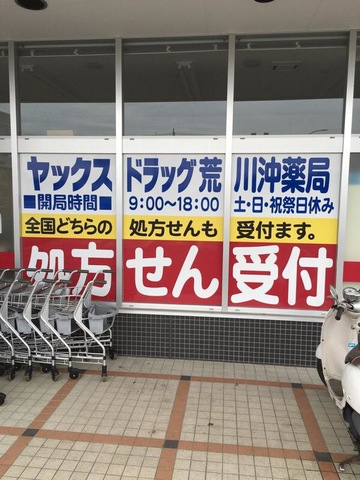 ヤックスドラッグ荒川沖薬局
■開局時間■ 9:00～18:00 土・日・祝祭日休み
全国どちらの処方せんも受付ます。
処方せん受付